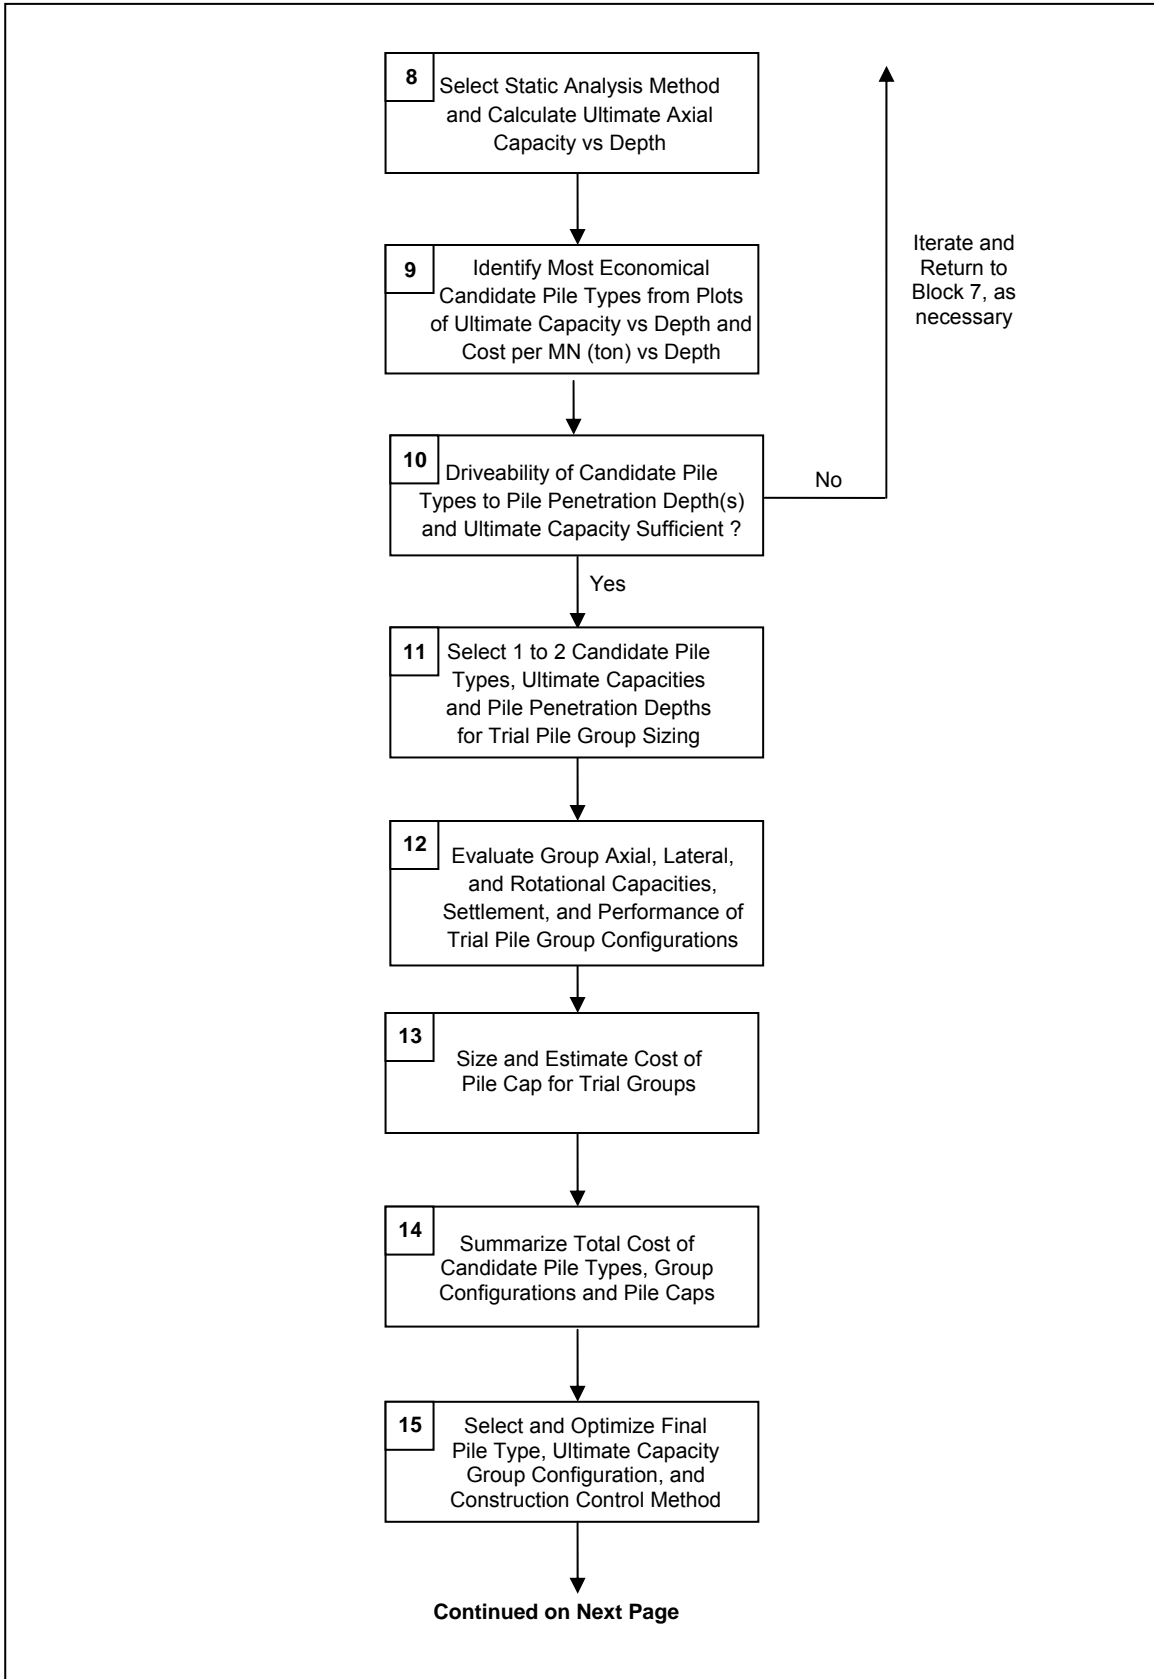 8
Select Static Analysis Method
and Calculate Ultimate Axial
Capacity vs Depth
9
Identify Most Economical
Candidate Pile Types from Plots
of Ultimate Capacity vs Depth and
Cost per MN (ton) vs Depth
Iterate and
Return to
Block 7, as
necessary
10
Driveability of Candidate Pile
Types to Pile Penetration Depth(s)
and Ultimate Capacity Sufficient ?
No
Yes
11
Select 1 to 2 Candidate Pile
Types, Ultimate Capacities
and Pile Penetration Depths
for Trial Pile Group Sizing
12
Evaluate Group Axial, Lateral,
and Rotational Capacities,
Settlement, and Performance of
Trial Pile Group Configurations
13
Size and Estimate Cost of
Pile Cap for Trial Groups
14
Summarize Total Cost of
Candidate Pile Types, Group
Configurations and Pile Caps
15
Select and Optimize Final
Pile Type, Ultimate Capacity
Group Configuration, and
Construction Control Method
Continued on Next Page